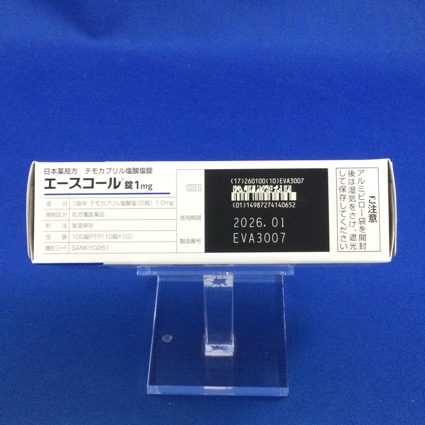 日本薬局方 テモカプリル塩酸塩錠
エースコール®錠1mg
成分 1錠中 テモカプリル塩酸塩(日局)1.0mg
規制区分 処方箋医薬品
貯法 室温保存
包装 100錠PTP(10錠×10)
識別コード SANKYO261
GS1
使用期限
製造番号
(17)260100(10)EVA3007
(01)14987274140652
2026.01
EVA3007
ご注意
アルミピロー袋を開封
後は湿気をさけ、遮光
して保存してください